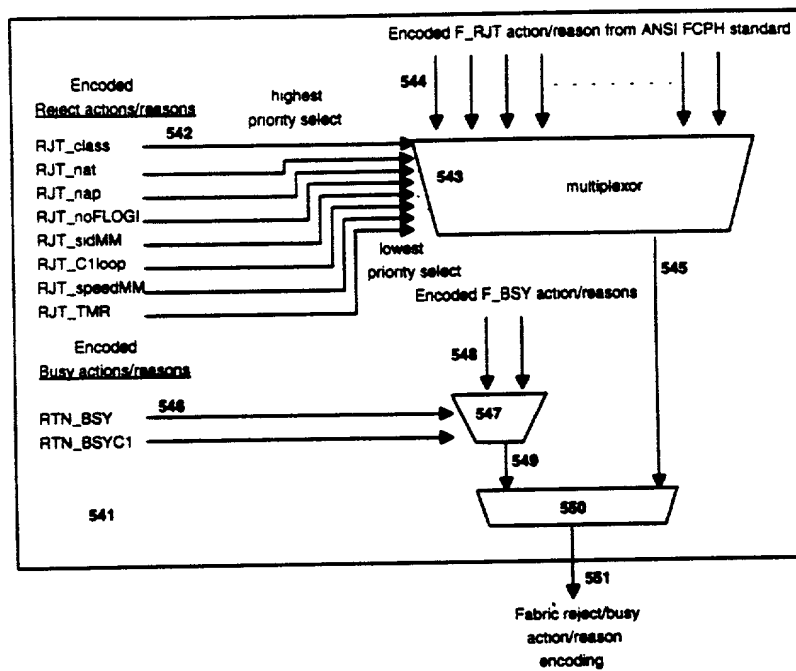 Encoded F_RJT action/reason from ANSI FCPH standard
544
Encoded
Reject actions/reasons
542
highest
priority select
RJT_class
RJT_nat
RJT_nap
RJT_noFLOGI
RJT_sidMM
RJT_C1loop
RJT_speedMM
RJT_TMR
543
multiplexor
lowest
priority select
545
Encoded F_BSY action/reasons
548
Encoded
Busy actions/reasons
546
RTN_BSY
RTN_BSYC1
547
549
541
550
551
Fabric reject/busy
action/reason
encoding